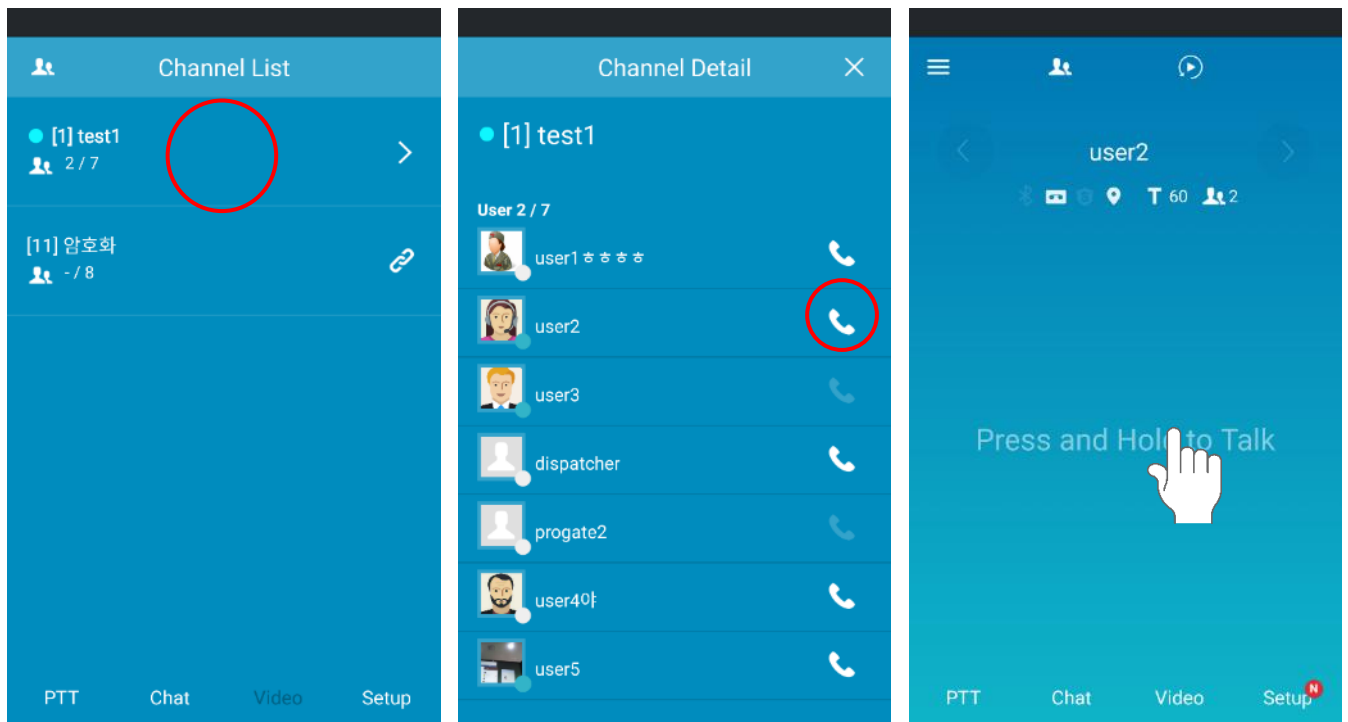 Channel List
[1] test1
2 / 7
[11] 암호화
- / 8
PTT Chat Video Setup
Channel Detail
[1] test1
User 2 / 7
user1ㅎㅎㅎㅎ
user2
user3
dispatcher
progate2
user4야
user5
user2
T 60 2
Press and Hold to Talk
PTT Chat Video Setup N